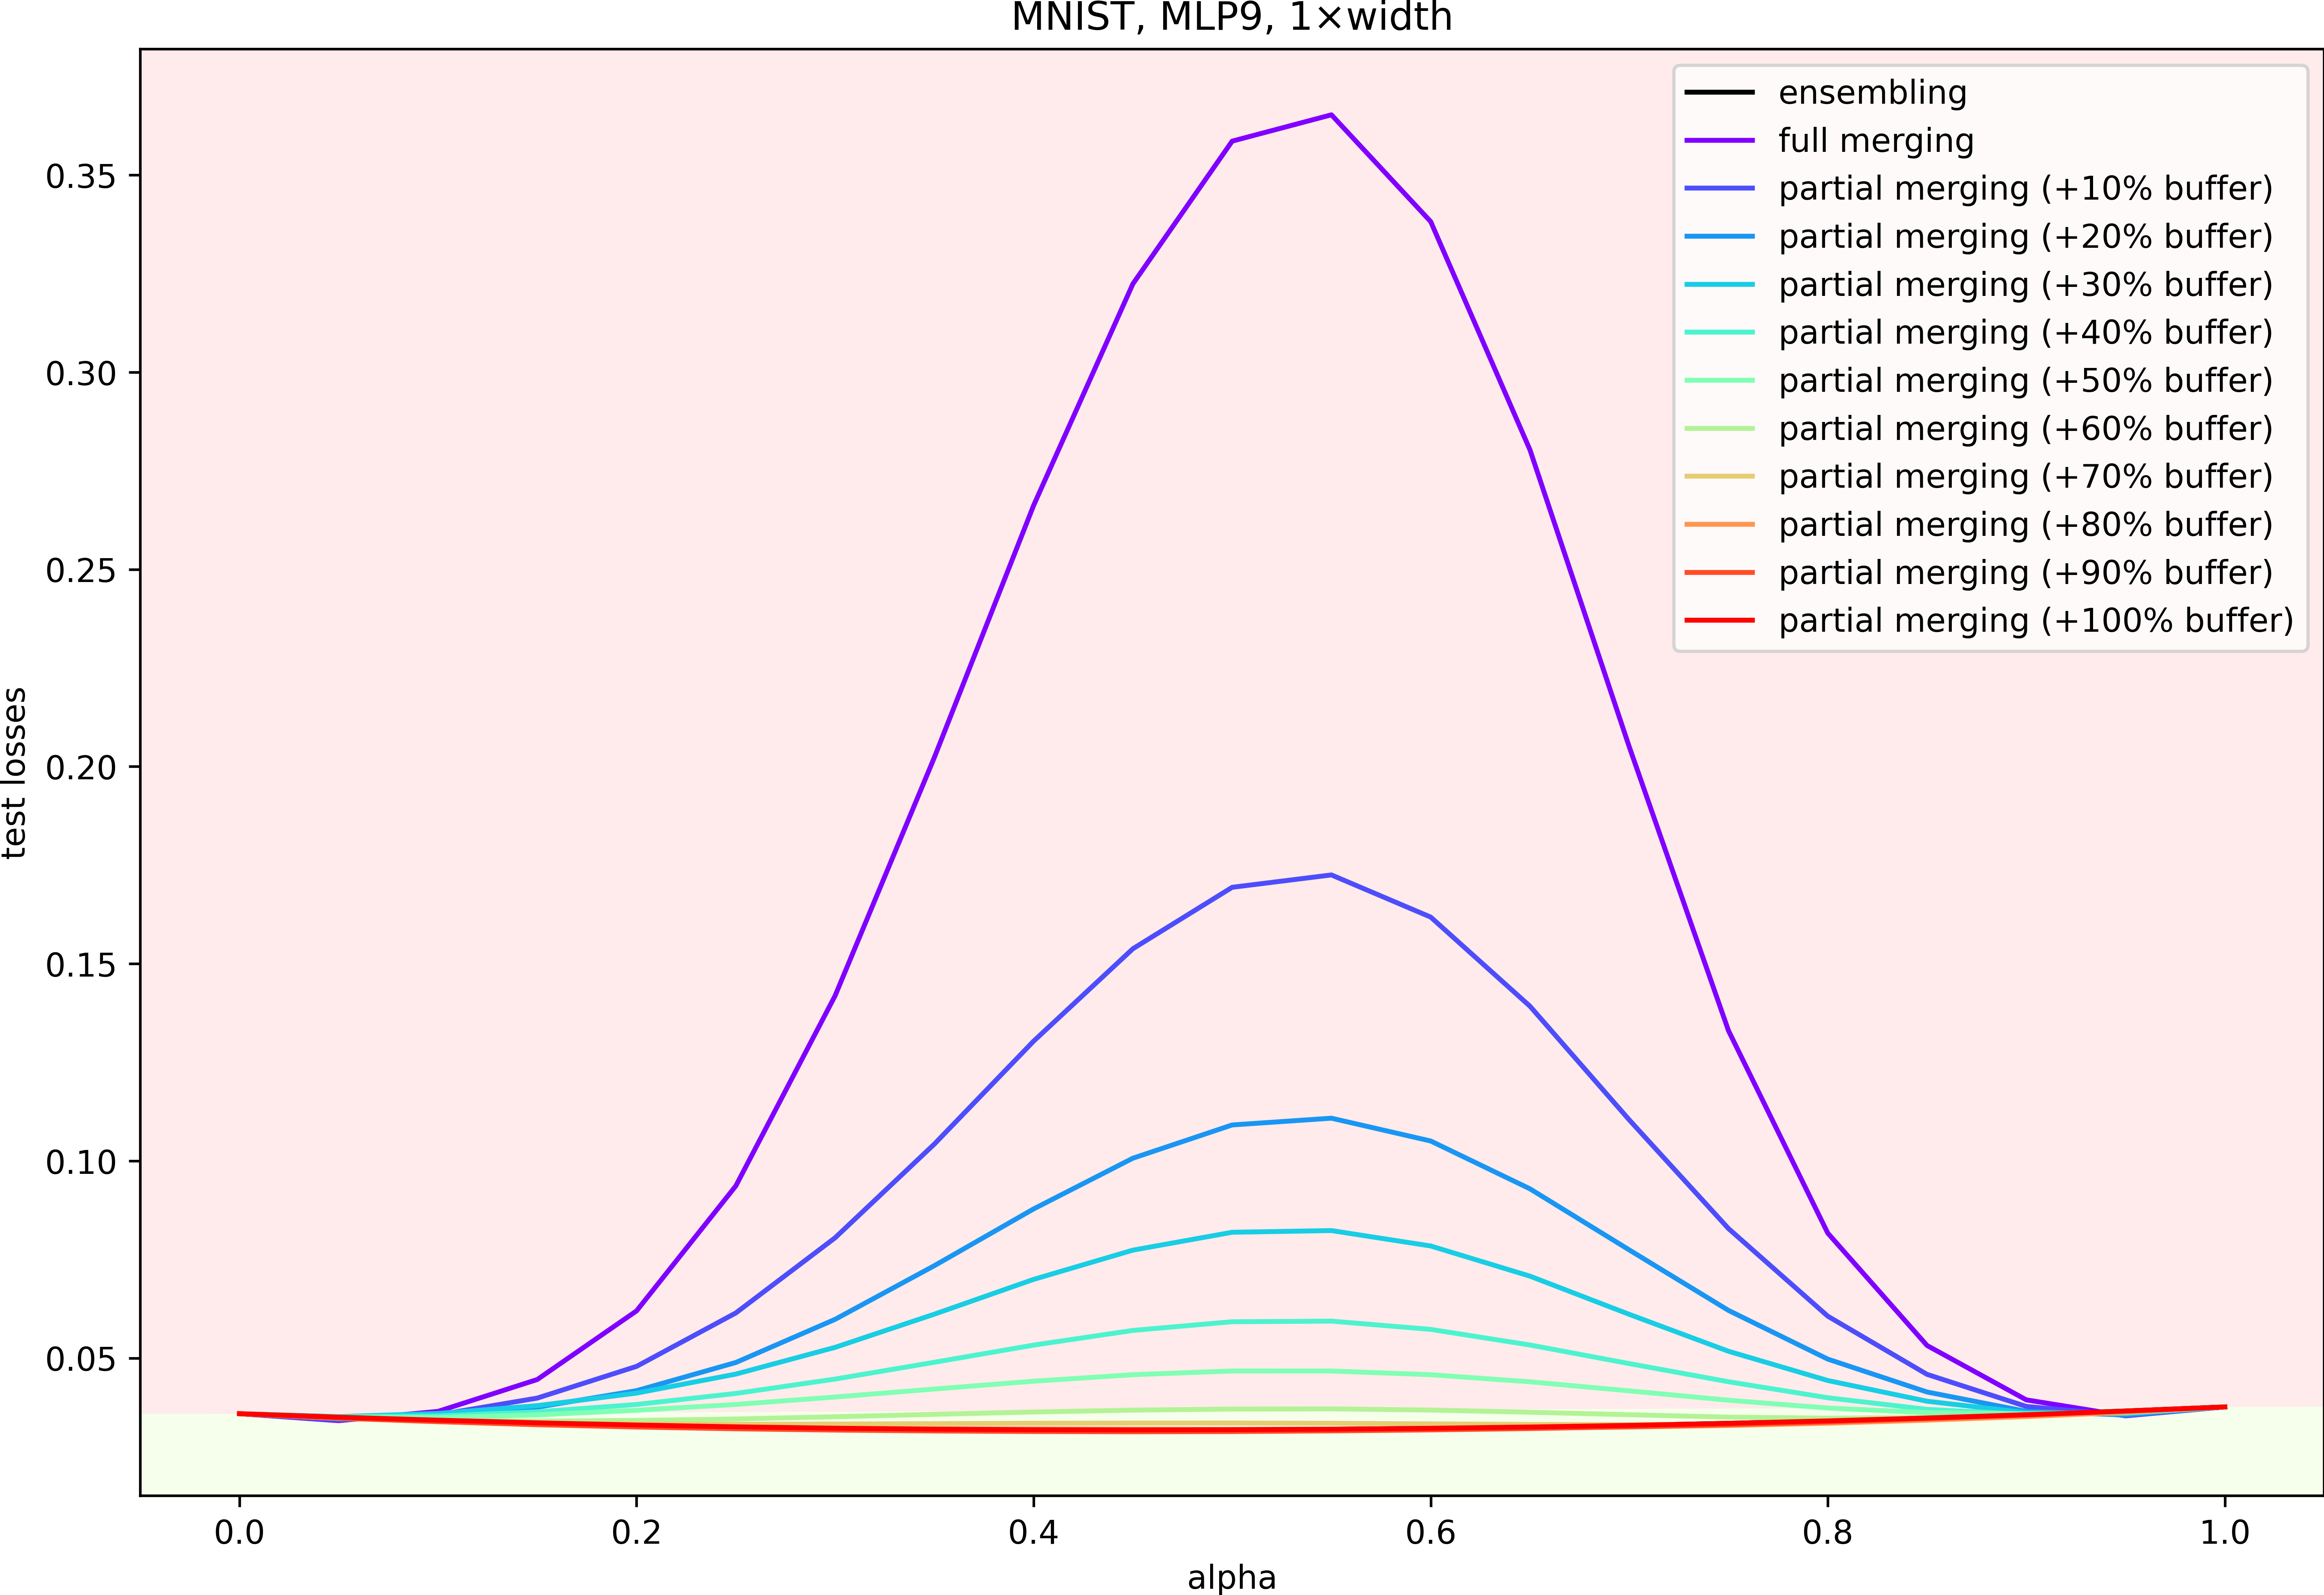 MNIST, MLP9, 1×width
ensembling
full merging
partial merging (+10% buffer)
partial merging (+20% buffer)
partial merging (+30% buffer)
partial merging (+40% buffer)
partial merging (+50% buffer)
partial merging (+60% buffer)
partial merging (+70% buffer)
partial merging (+80% buffer)
partial merging (+90% buffer)
partial merging (+100% buffer)
test losses
0.35
0.30
0.25
0.20
0.15
0.10
0.05
0.0 0.2 0.4 0.6 0.8 1.0
alpha